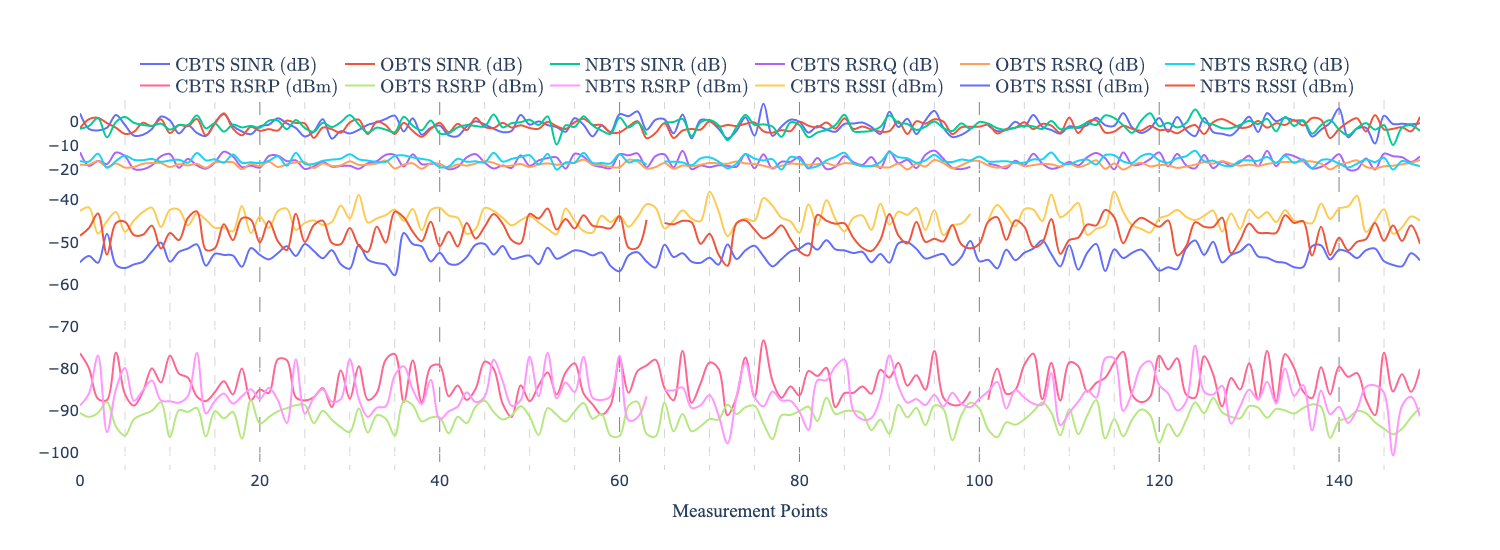 CBTS SINR (dB) OBTS SINR (dB) NBTS SINR (dB) CBTS RSRQ (dB) OBTS RSRQ (dB) NBTS RSRQ (dB)
CBTS RSRP (dBm) OBTS RSRP (dBm) NBTS RSRP (dBm) CBTS RSSI (dBm) OBTS RSSI (dBm) NBTS RSSI (dBm)
0
−10
−20
−40
−50
−60
−70
−80
−90
−100
0 20 40 60 80 100 120 140
Measurement Points